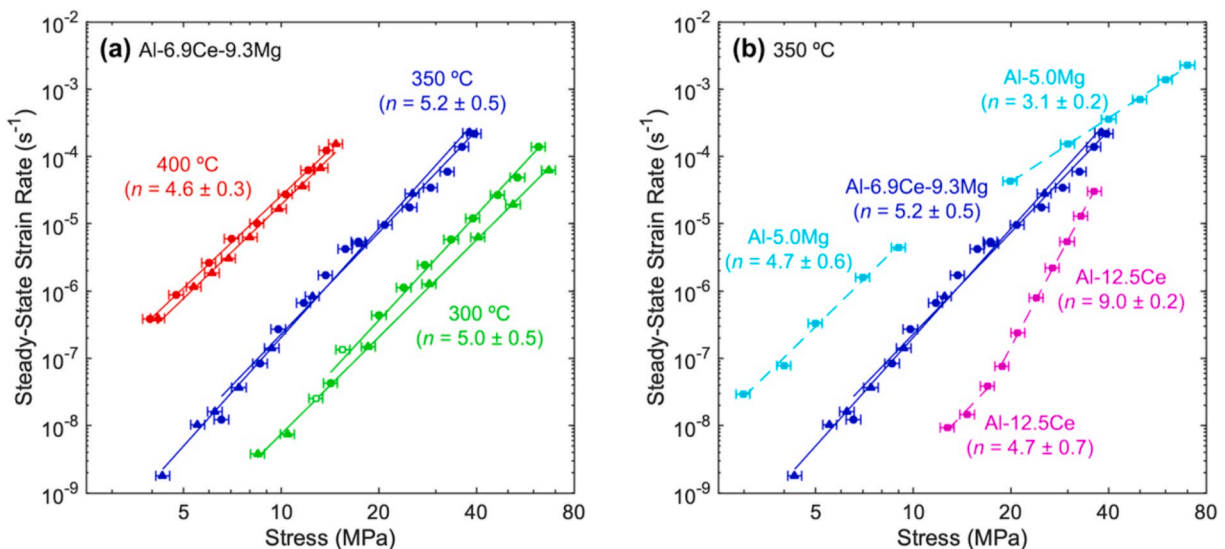 (a) Al-6.9Ce-9.3Mg
Steady-State Strain Rate (s⁻¹)
10⁻²
10⁻³
10⁻⁴
10⁻⁵
10⁻⁶
10⁻⁷
10⁻⁸
10⁻⁹
350 ºC
(n = 5.2 ± 0.5)
400 ºC
(n = 4.6 ± 0.3)
300 ºC
(n = 5.0 ± 0.5)
5 10 20 40 80
Stress (MPa)
(b) 350 ºC
Steady-State Strain Rate (s⁻¹)
10⁻²
10⁻³
10⁻⁴
10⁻⁵
10⁻⁶
10⁻⁷
10⁻⁸
10⁻⁹
Al-5.0Mg
(n = 3.1 ± 0.2)
Al-6.9Ce-9.3Mg
(n = 5.2 ± 0.5)
Al-5.0Mg
(n = 4.7 ± 0.6)
Al-12.5Ce
(n = 9.0 ± 0.2)
Al-12.5Ce
(n = 4.7 ± 0.7)
5 10 20 40 80
Stress (MPa)